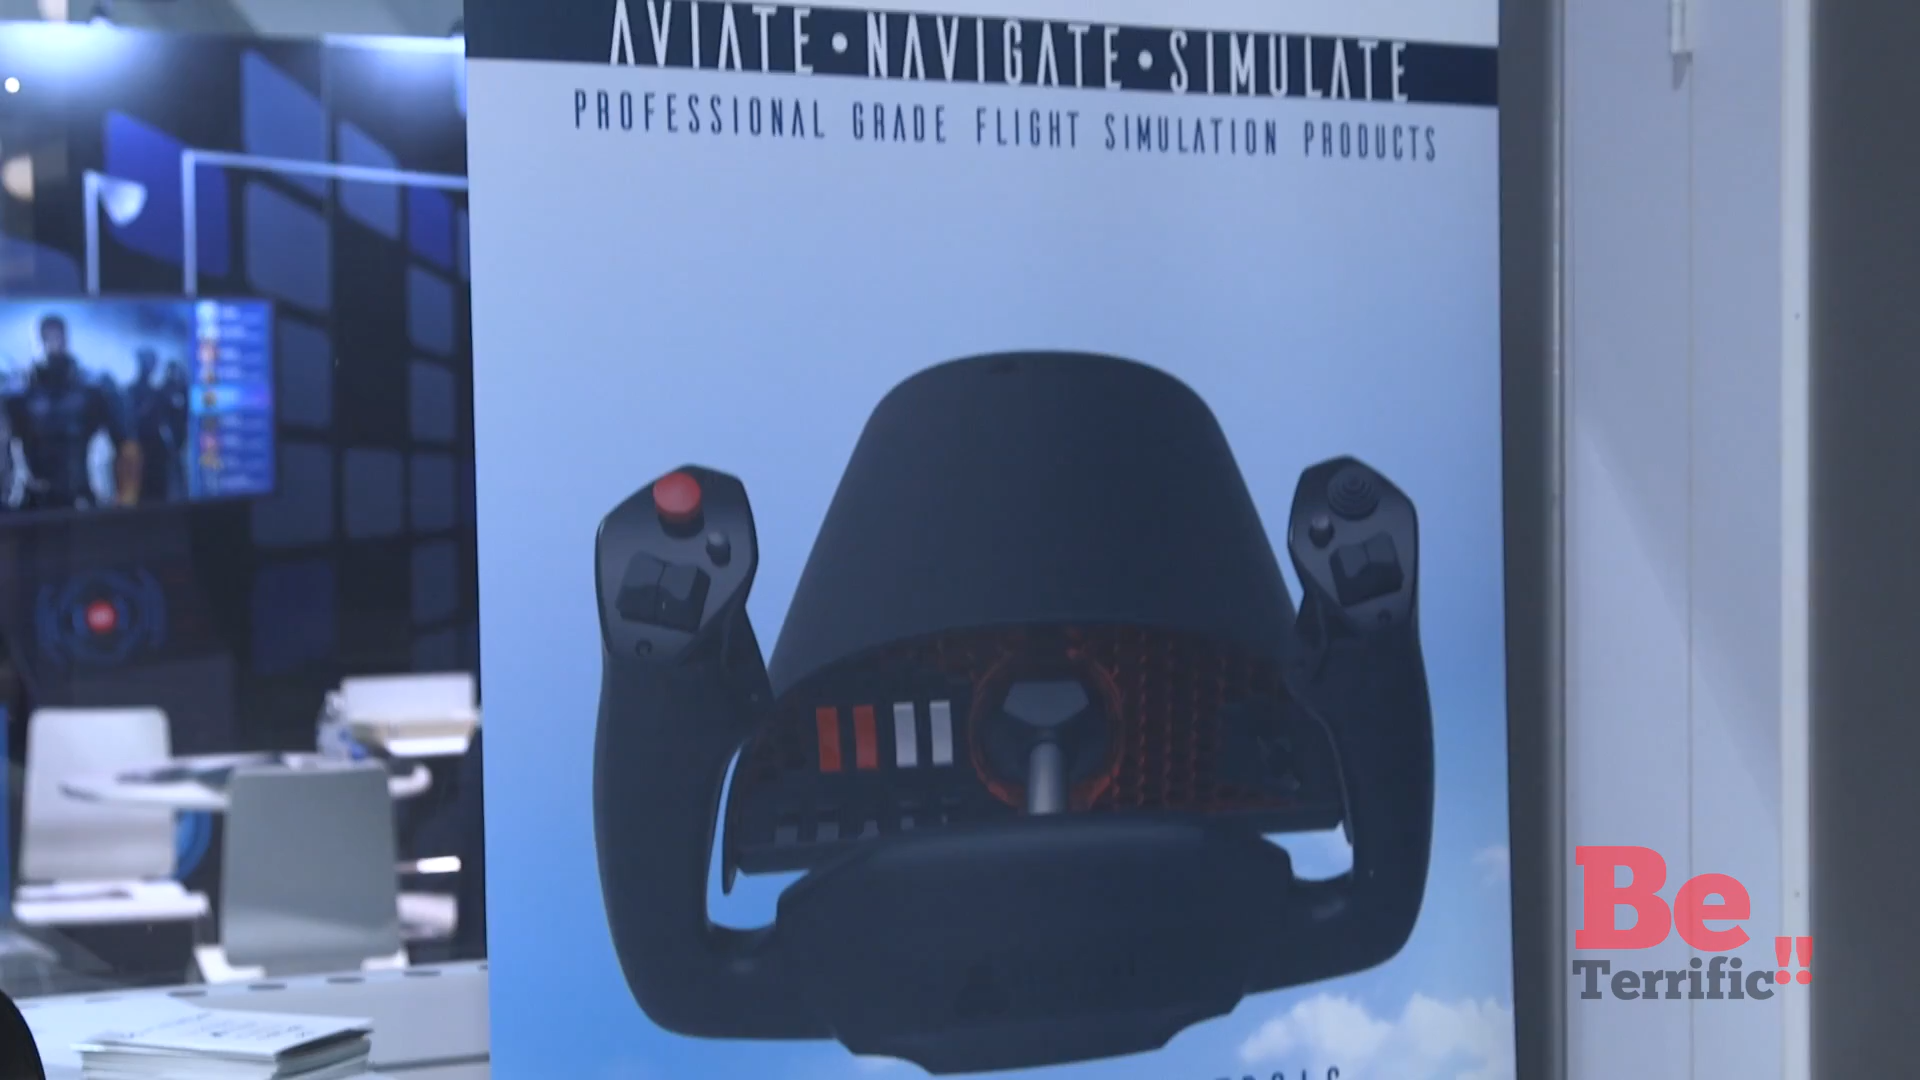 AVIATE • NAVIGATE • SIMULATE
PROFESSIONAL GRADE FLIGHT SIMULATION PRODUCTS
Be
Terrific!!